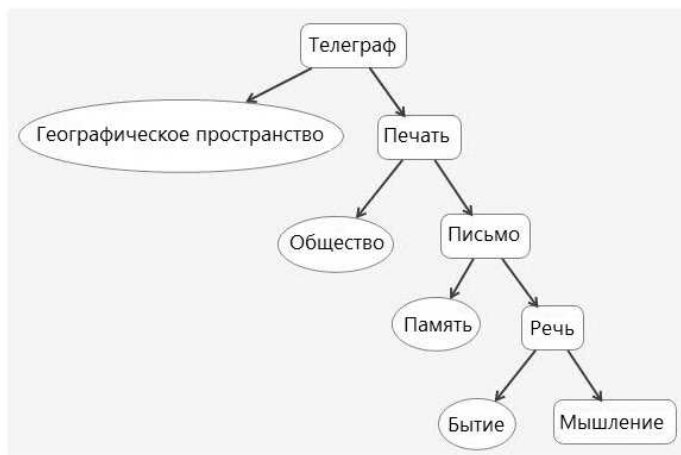 Телеграф
Географическое пространство
Печать
Общество
Письмо
Память
Речь
Бытие
Мышление